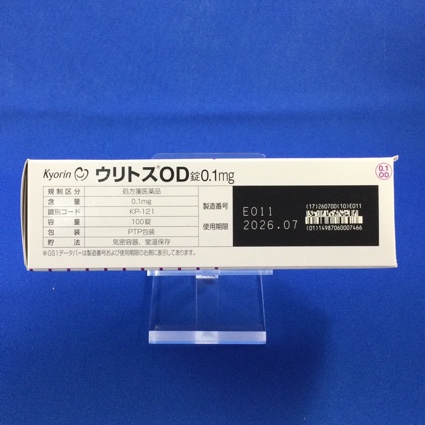 Kyorin ウリトス®OD錠0.1mg
0.1
OD
規制区分 処方箋医薬品
含量 0.1mg
識別コード KP-121
容量 100錠
包装 PTP包装
貯法 気密容器、室温保存
※GS1データバーは製造番号および使用期限の右側に表示してあります。
製造番号 E011
使用期限 2026.07
(17)260700(10)E011
(01)14987060007466